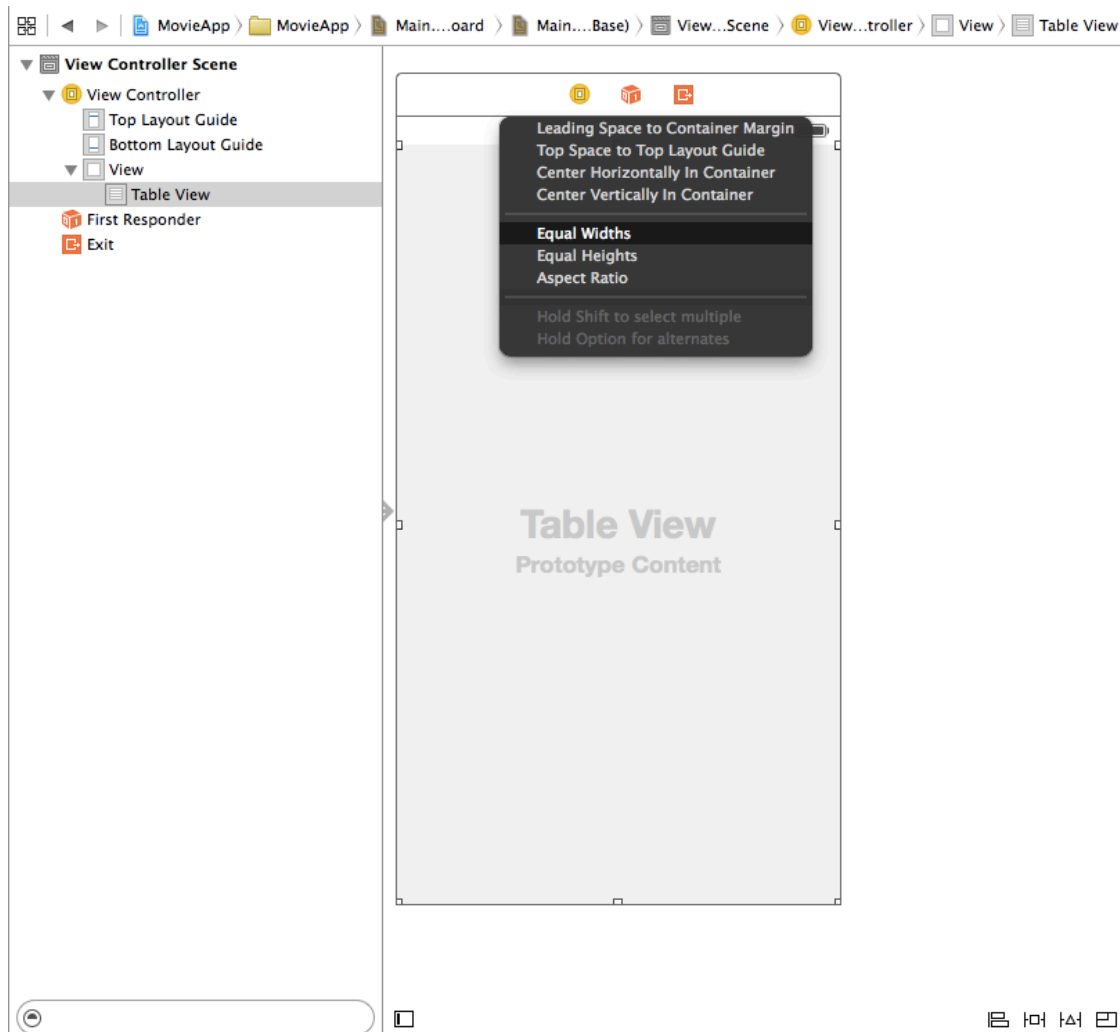 MovieApp MovieApp Main....oard Main....Base) View...Scene View...troller View Table View
View Controller Scene
View Controller
Top Layout Guide
Bottom Layout Guide
View
Table View
First Responder
Exit
Leading Space to Container Margin
Top Space to Top Layout Guide
Center Horizontally In Container
Center Vertically In Container
Equal Widths
Equal Heights
Aspect Ratio
Hold Shift to select multiple
Hold Option for alternates
Table View
Prototype Content